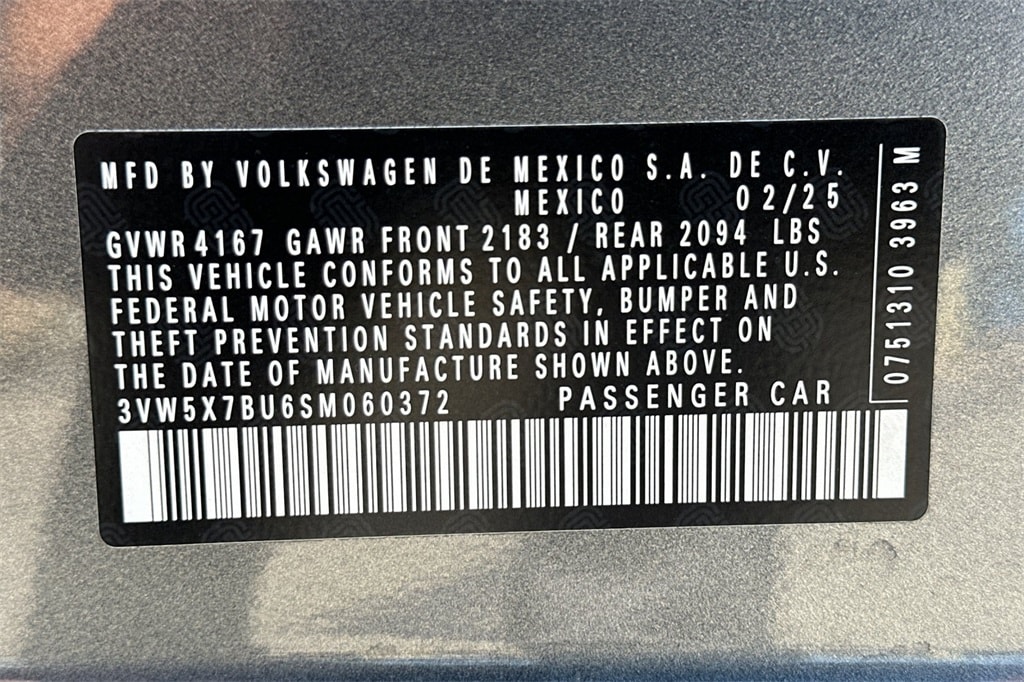 MFD BY VOLKSWAGEN DE MEXICO S.A. DE C.V.
MEXICO 02/25
GVWR 4167 GAWR FRONT 2183 / REAR 2094 LBS
THIS VEHICLE CONFORMS TO ALL APPLICABLE U.S.
FEDERAL MOTOR VEHICLE SAFETY, BUMPER AND
THEFT PREVENTION STANDARDS IN EFFECT ON
THE DATE OF MANUFACTURE SHOWN ABOVE.
3VW5X7BU6SM060372 PASSENGER CAR
0751310 3963 M